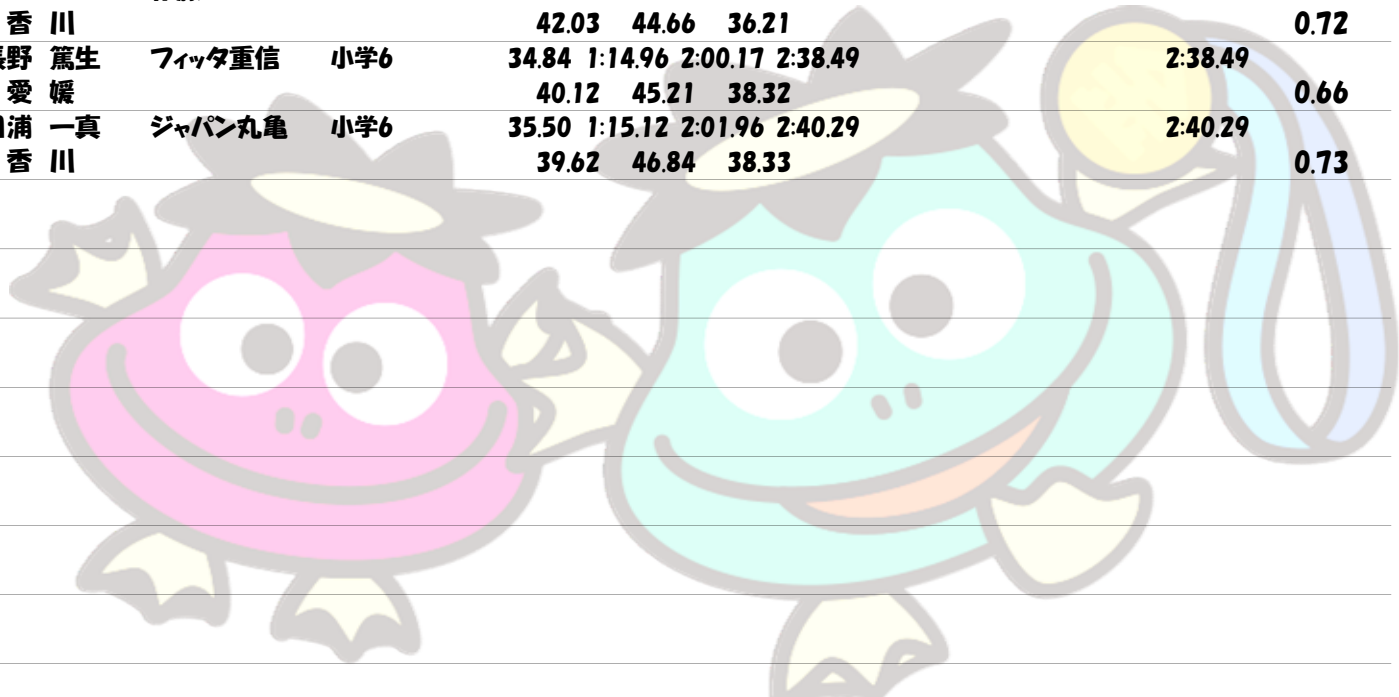 香 川 42.03 44.66 36.21 0.72
長野 篤生 フィッタ重信 小学6 34.84 1:14.96 2:00.17 2:38.49 2:38.49
愛 媛 40.12 45.21 38.32 0.66
浦 一真 ジャパン丸亀 小学6 35.50 1:15.12 2:01.96 2:40.29 2:40.29
香 川 39.62 46.84 38.33 0.73